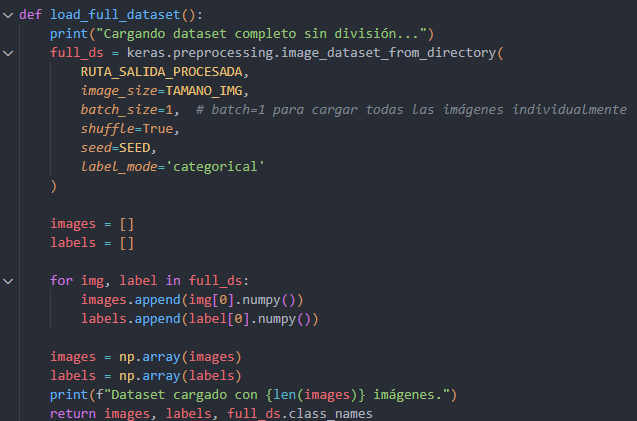 def load_full_dataset():
    print("Cargando dataset completo sin división...")
    full_ds = keras.preprocessing.image_dataset_from_directory(
        RUTA_SALIDA_PROCESADA,
        image_size=TAMANO_IMG,
        batch_size=1,  # batch=1 para cargar todas las imágenes individualmente
        shuffle=True,
        seed=SEED,
        label_mode='categorical'
    )

    images = []
    labels = []

    for img, label in full_ds:
        images.append(img[0].numpy())
        labels.append(label[0].numpy())

    images = np.array(images)
    labels = np.array(labels)
    print(f"Dataset cargado con {len(images)} imágenes.")
    return images, labels, full_ds.class_names